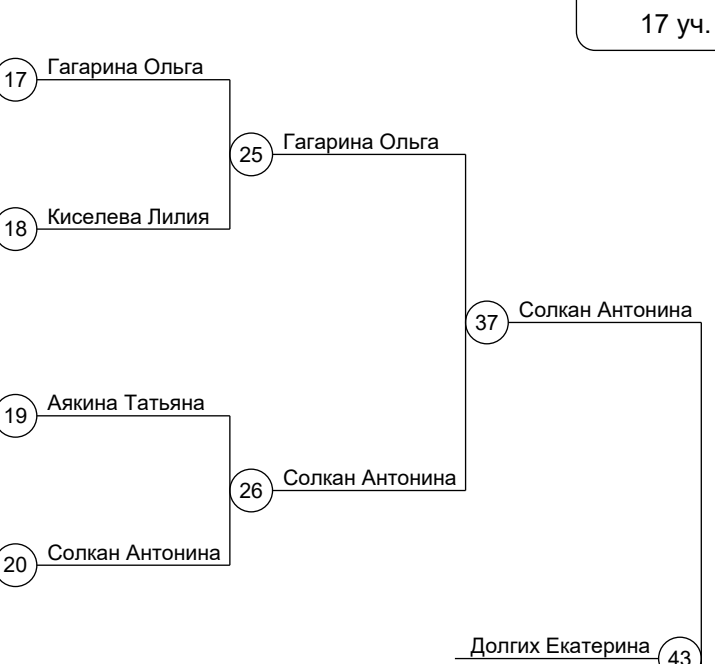 17 уч.
17 Гагарина Ольга
25 Гагарина Ольга
18 Киселева Лилия
37 Солкан Антонина
19 Аякина Татьяна
26 Солкан Антонина
20 Солкан Антонина
Долгих Екатерина 43